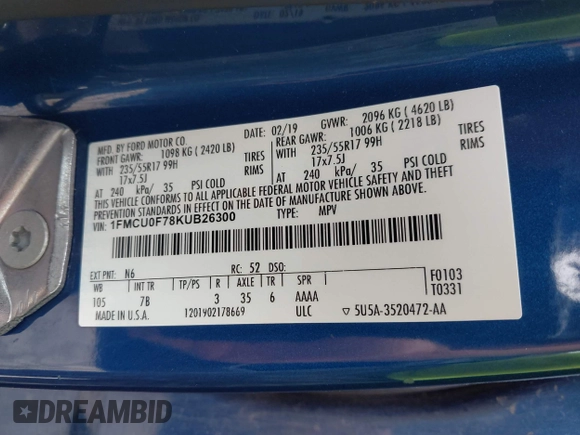 MFD. BY FORD MOTOR CO. 02/19 GVWR: 2096 KG ( 4620 LB)
FRONT GAWR: 1098 KG ( 2420 LB) REAR GAWR: 1006 KG ( 2218 LB)
WITH 235/55R17 99H TIRES WITH 235/55R17 99H TIRES
17x7.5J RIMS 17x7.5J RIMS
AT 240 kPa/ 35 PSI COLD AT 240 kPa/ 35 PSI COLD
THIS VEHICLE CONFORMS TO ALL APPLICABLE FEDERAL MOTOR VEHICLE SAFETY AND THEFT
PREVENTION STANDARDS IN EFFECT ON THE DATE OF MANUFACTURE SHOWN ABOVE.
VIN: 1FMCU0F78KUB26300 TYPE: MPV
EXT PNT: N6 RC: 52 DSO: F0103
WB INT TR TP/PS R AXLE TR SPR T0331
105 7B 3 35 6 AAAA
MADE IN U.S.A. 1201902178669 ULC ▽ 5U5A-3520472-AA
DREAMBID